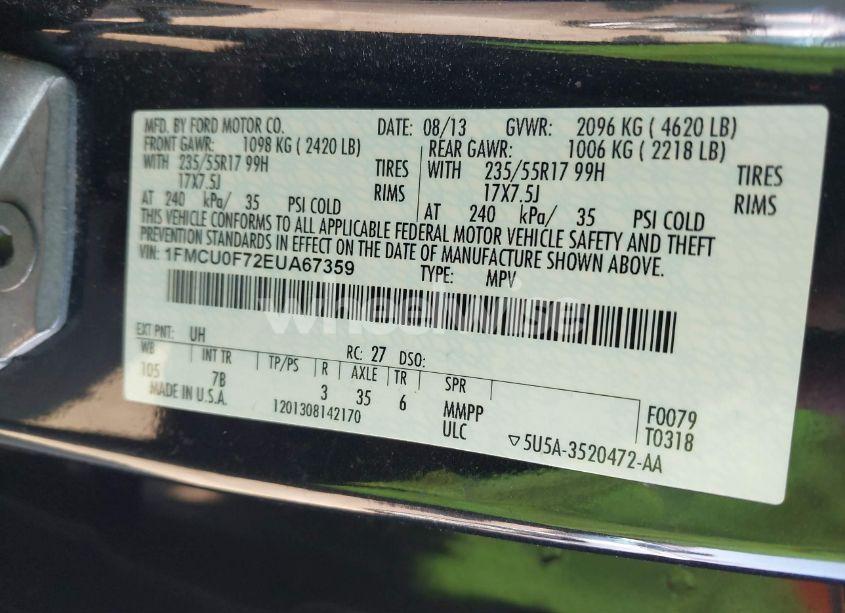 MFD. BY FORD MOTOR CO. DATE: 08/13 GVWR: 2096 KG ( 4620 LB)
FRONT GAWR: 1098 KG ( 2420 LB) REAR GAWR: 1006 KG ( 2218 LB)
WITH 235/55R17 99H TIRES WITH 235/55R17 99H TIRES
17X7.5J RIMS 17X7.5J RIMS
AT 240 kPa/ 35 PSI COLD AT 240 kPa/ 35 PSI COLD
THIS VEHICLE CONFORMS TO ALL APPLICABLE FEDERAL MOTOR VEHICLE SAFETY AND THEFT
PREVENTION STANDARDS IN EFFECT ON THE DATE OF MANUFACTURE SHOWN ABOVE.
VIN: 1FMCU0F72EUA67359 TYPE: MPV
wheelwise
EXT PNT: UH RC: 27 DSO:
WB INT TR TP/PS R AXLE TR SPR
105 7B 3 35 6 MMPP F0079
MADE IN U.S.A. 1201308142170 ULC T0318
▽5U5A-3520472-AA